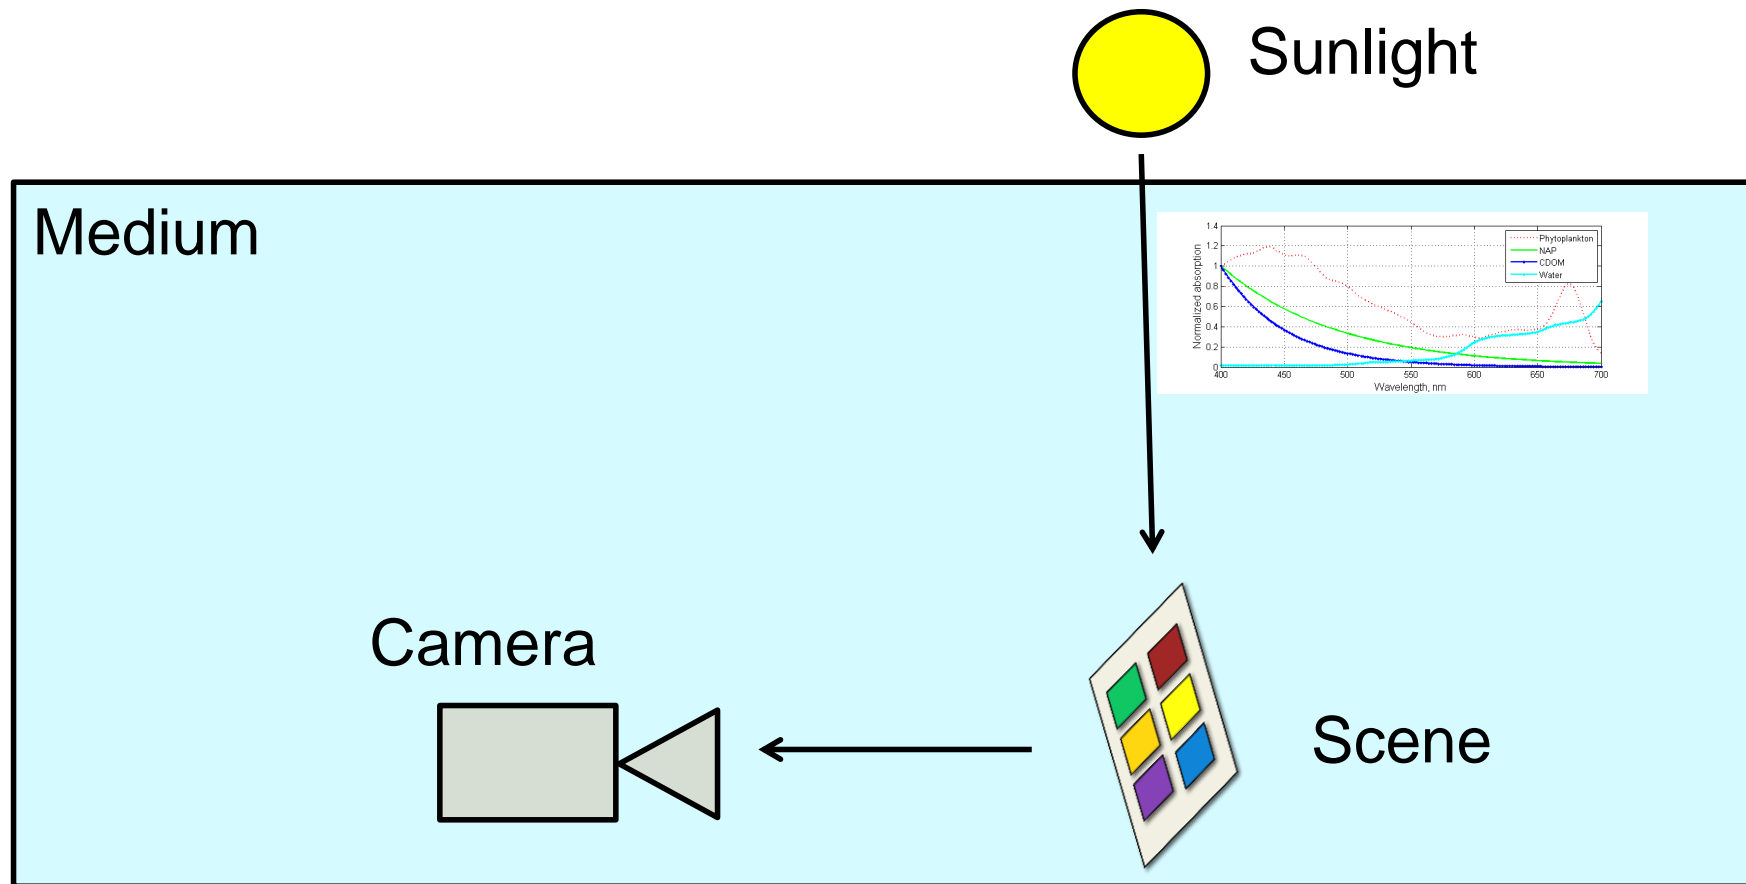 Sunlight
Medium
1.4
1.2
1
0.8
0.6
0.4
0.2
0
Normalized absorption
Phytoplankton
NAP
CDOM
Water
400 450 500 550 600 650 700
Wavelength, nm
Camera
Scene